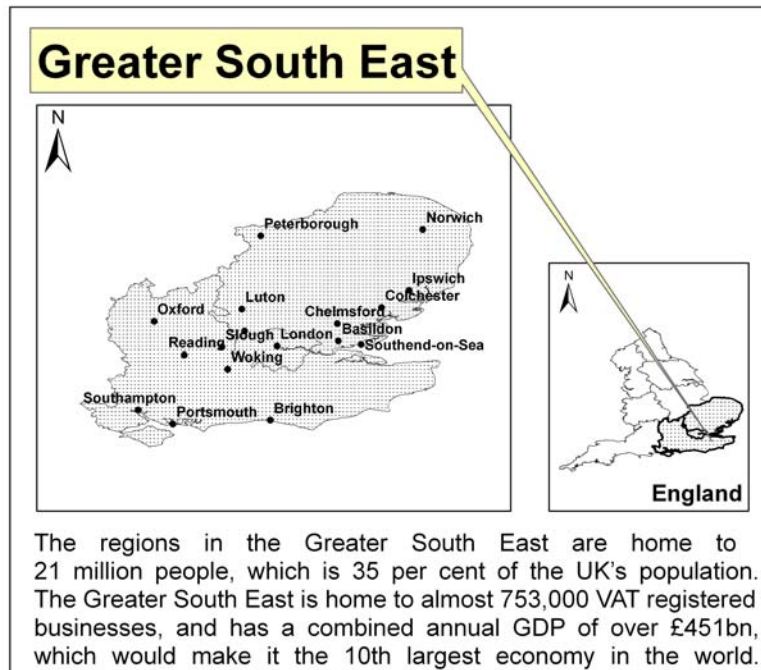 Greater South East
N
Peterborough
Norwich
Ipswich
Colchester
Luton
Chelmsford
Oxford
Basildon
Slough
London
Southend-on-Sea
Reading
Woking
Southampton
Portsmouth
Brighton
N
England
The regions in the Greater South East are home to
21 million people, which is 35 per cent of the UK's population.
The Greater South East is home to almost 753,000 VAT registered
businesses, and has a combined annual GDP of over £451bn,
which would make it the 10th largest economy in the world.